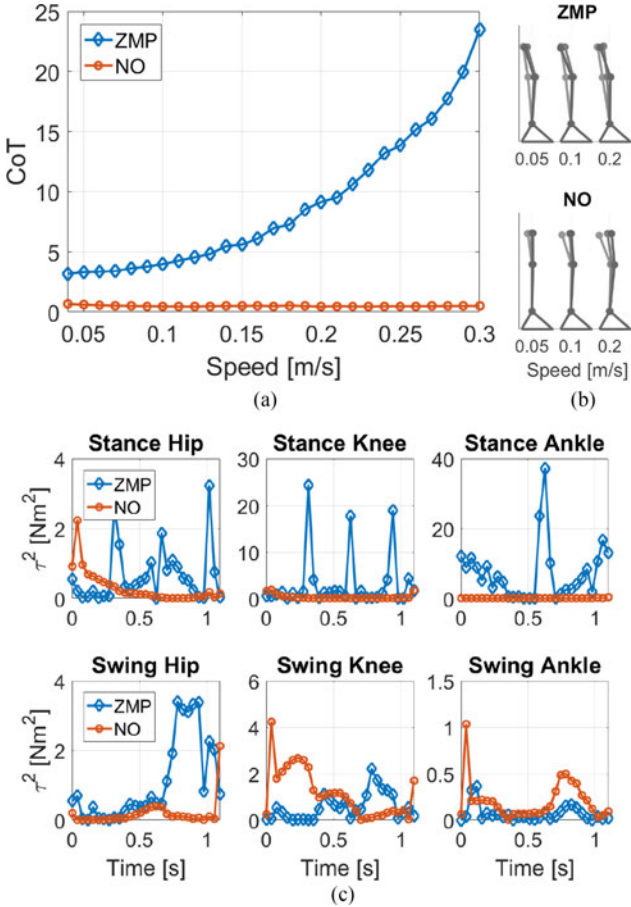 25
20
15
10
5
0
CoT
ZMP
NO
0.05 0.1 0.15 0.2 0.25 0.3
Speed [m/s]
(a)
ZMP
0.05 0.1 0.2
NO
0.05 0.1 0.2
Speed [m/s]
(b)
Stance Hip
4
2
0
τ² [Nm²]
ZMP
NO
0 0.5 1
Stance Knee
30
20
10
0
0 0.5 1
Stance Ankle
40
20
0
0 0.5 1
Swing Hip
4
2
0
τ² [Nm²]
ZMP
NO
0 0.5 1
Time [s]
Swing Knee
6
4
2
0
0 0.5 1
Time [s]
Swing Ankle
1.5
1
0.5
0
0 0.5 1
Time [s]
(c)